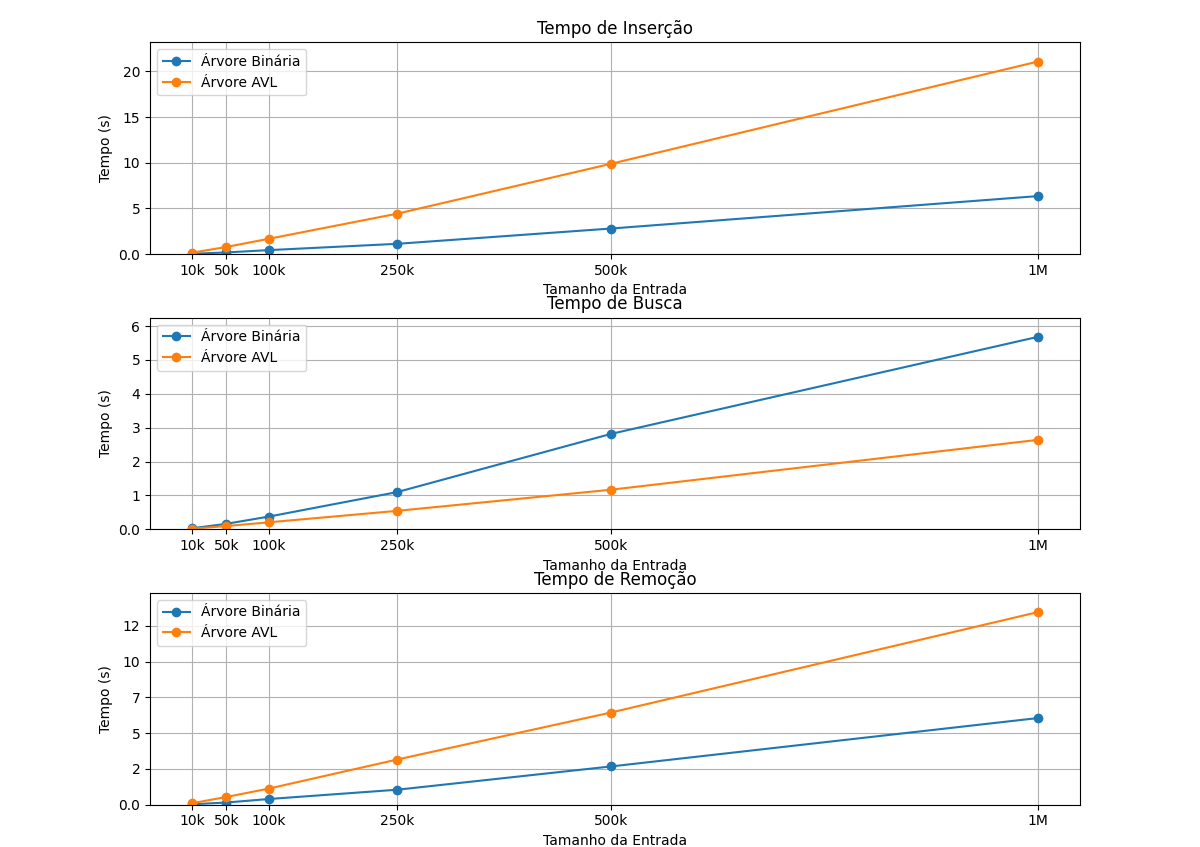 Tempo de Inserção
Árvore Binária
Árvore AVL
Tempo (s)
20
15
10
5
0.0
10k 50k 100k 250k 500k 1M
Tamanho da Entrada
Tempo de Busca
Árvore Binária
Árvore AVL
Tempo (s)
6
5
4
3
2
1
0.0
10k 50k 100k 250k 500k 1M
Tamanho da Entrada
Tempo de Remoção
Árvore Binária
Árvore AVL
Tempo (s)
12
10
7
5
2
0.0
10k 50k 100k 250k 500k 1M
Tamanho da Entrada